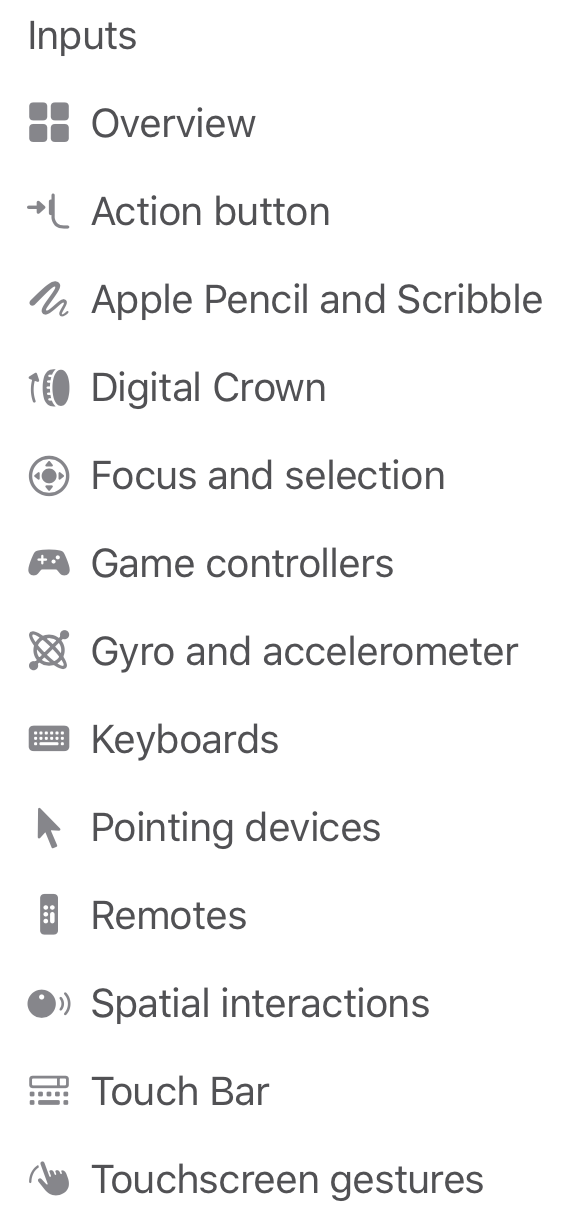 Inputs
Overview
Action button
Apple Pencil and Scribble
Digital Crown
Focus and selection
Game controllers
Gyro and accelerometer
Keyboards
Pointing devices
Remotes
Spatial interactions
Touch Bar
Touchscreen gestures